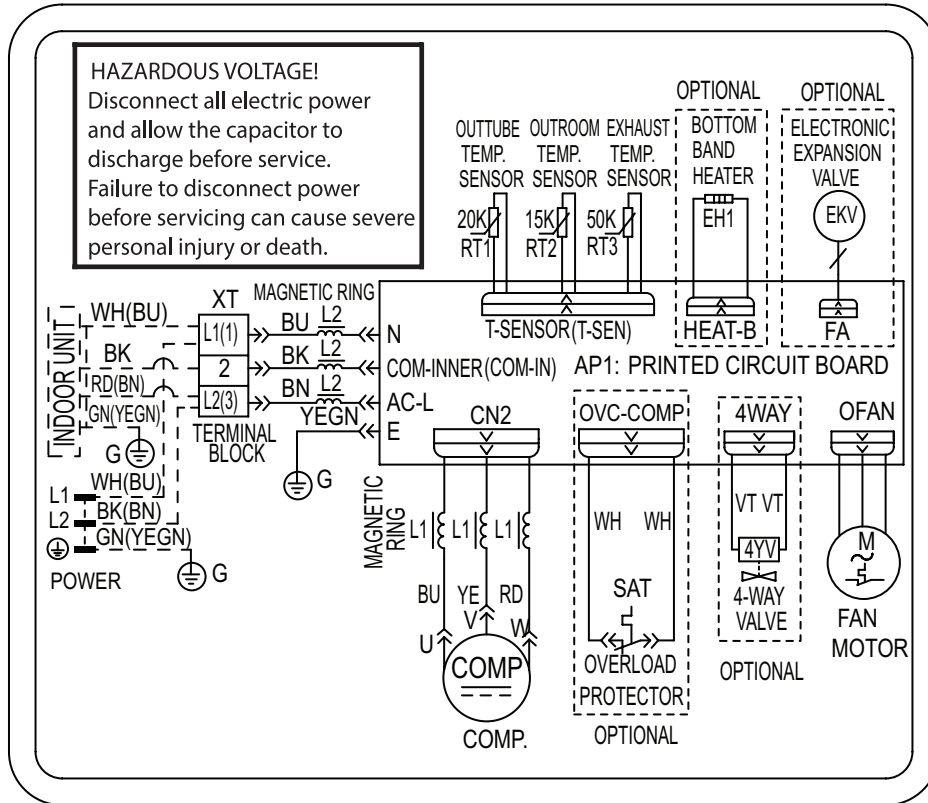 HAZARDOUS VOLTAGE!
Disconnect all electric power
and allow the capacitor to
discharge before service.
Failure to disconnect power
before servicing can cause severe
personal injury or death.
OUTTUBE
TEMP.
SENSOR
OUTROOM
TEMP.
SENSOR
EXHAUST
TEMP.
SENSOR
20K
RT1
15K
RT2
50K
RT3
OPTIONAL
BOTTOM
BAND
HEATER
EH1
OPTIONAL
ELECTRONIC
EXPANSION
VALVE
EKV
T-SENSOR(T-SEN)
HEAT-B
FA
AP1: PRINTED CIRCUIT BOARD
INDOOR UNIT
WH(BU)
BK
RD(BN)
GN(YEGN)
G
XT
L1(1)
2
L2(3)
TERMINAL
BLOCK
MAGNETIC RING
BU L2
BK L2
BN L2
YEGN
G
N
COM-INNER(COM-IN)
AC-L
E
L1
L2
WH(BU)
BK(BN)
GN(YEGN)
POWER
G
CN2
MAGNETIC
RING
L1 L1 L1
BU YE RD
U V W
COMP
COMP.
OVC-COMP
WH WH
SAT
OVERLOAD
PROTECTOR
OPTIONAL
4WAY
VT VT
4YV
4-WAY
VALVE
OPTIONAL
OFAN
M
FAN
MOTOR